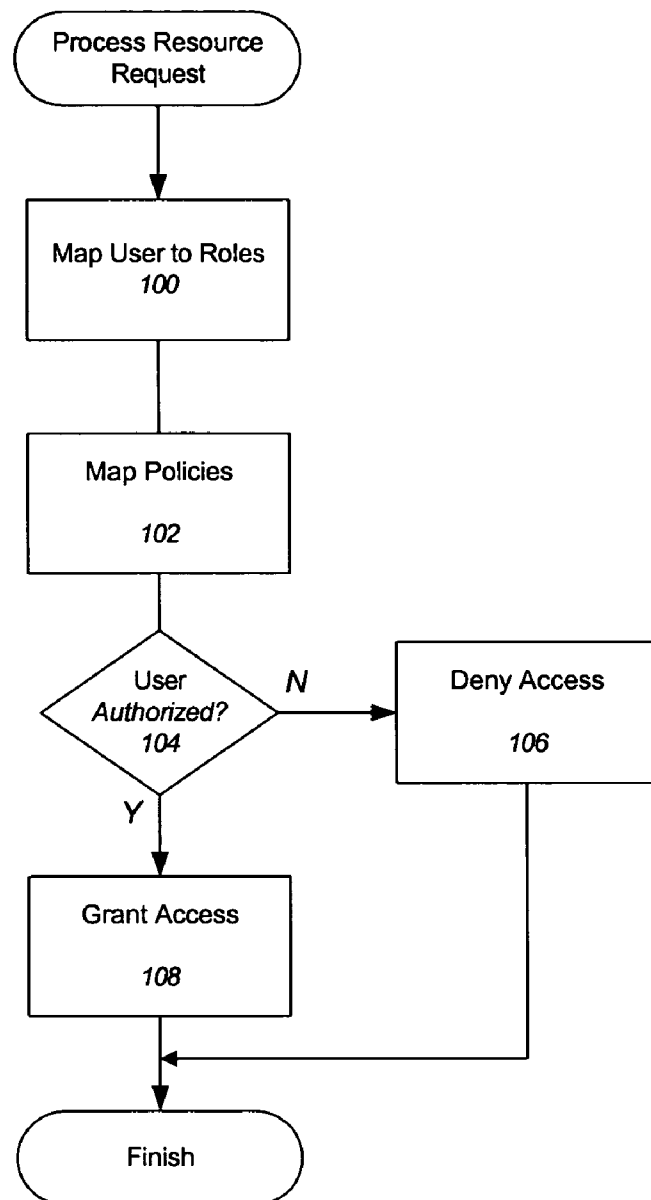 Process Resource
Request
Map User to Roles
100
Map Policies
102
User
Authorized?
104
N
Deny Access
106
Y
Grant Access
108
Finish